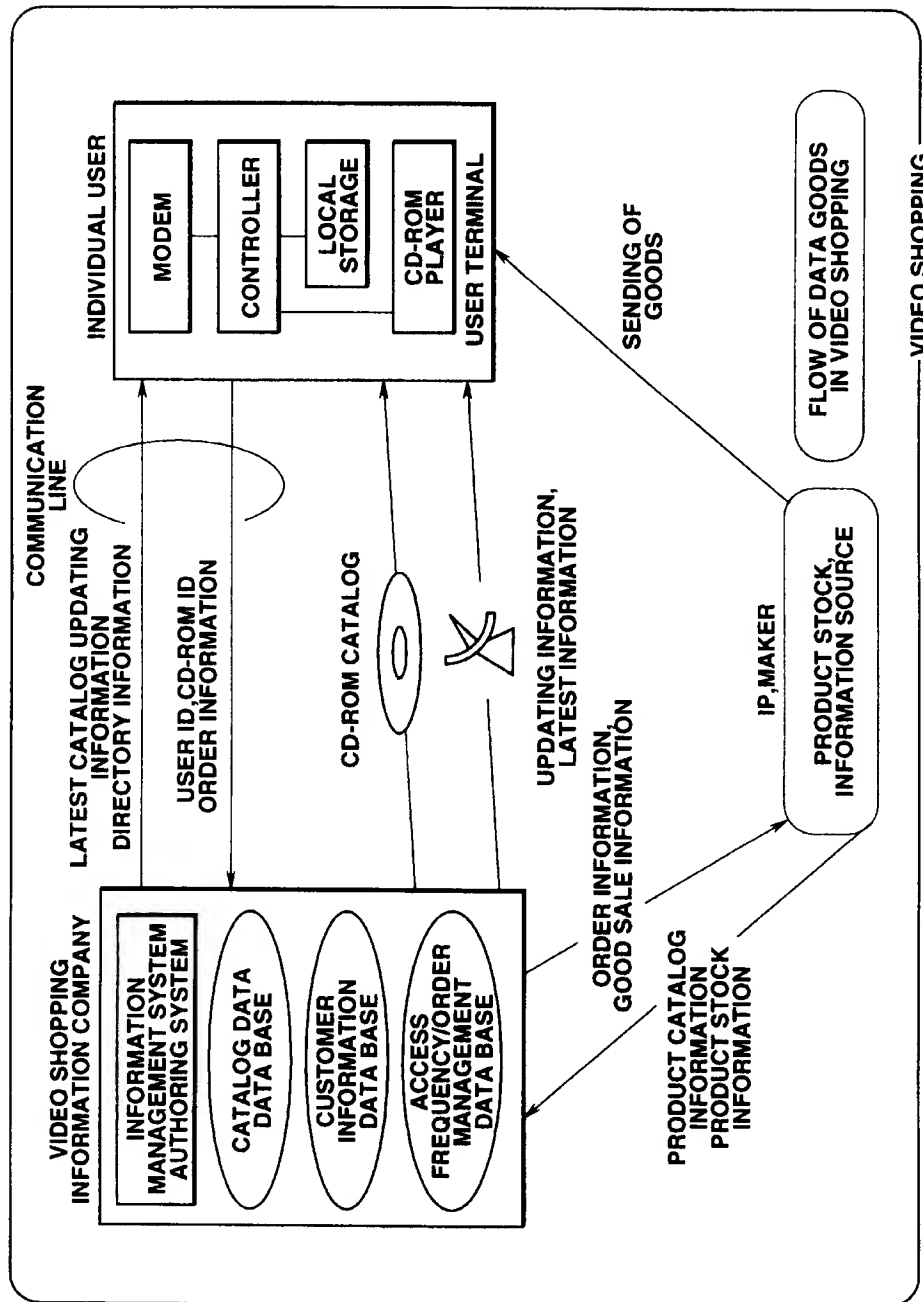 VIDEO SHOPPING
INFORMATION COMPANY
INFORMATION
MANAGEMENT SYSTEM
AUTHORING SYSTEM
CATALOG DATA
DATA BASE
CUSTOMER
INFORMATION
DATA BASE
ACCESS
FREQUENCY/ORDER
MANAGEMENT
DATA BASE
COMMUNICATION
LINE
LATEST CATALOG UPDATING
INFORMATION
DIRECTORY INFORMATION
USER ID,CD-ROM ID
ORDER INFORMATION
CD-ROM CATALOG
UPDATING INFORMATION,
LATEST INFORMATION
INDIVIDUAL USER
MODEM
CONTROLLER
LOCAL
STORAGE
CD-ROM
PLAYER
USER TERMINAL
ORDER INFORMATION,
GOOD SALE INFORMATION
PRODUCT CATALOG
INFORMATION
PRODUCT STOCK
INFORMATION
IP,MAKER
PRODUCT STOCK,
INFORMATION SOURCE
SENDING OF
GOODS
FLOW OF DATA GOODS
IN VIDEO SHOPPING
VIDEO SHOPPING